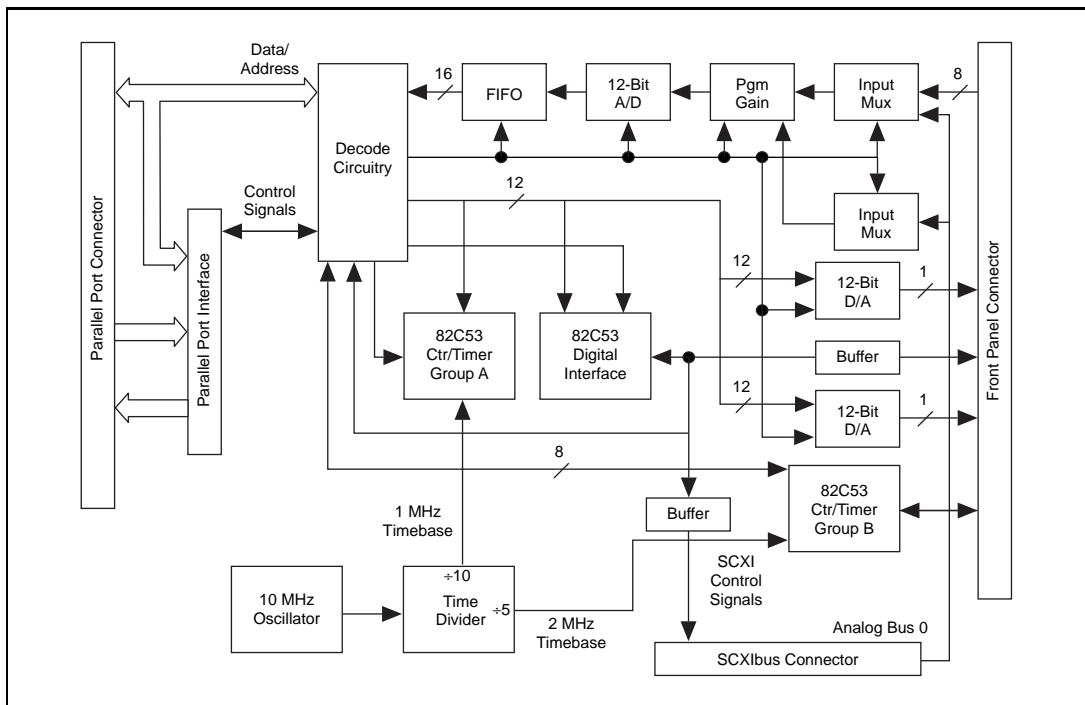 Data/
Address
Parallel Port Connector
Parallel Port Interface
Control
Signals
Decode
Circuitry
16
FIFO
12-Bit
A/D
Pgm
Gain
Input
Mux
8
Input
Mux
12
12
12-Bit
D/A
1
82C53
Ctr/Timer
Group A
82C53
Digital
Interface
Buffer
12
12-Bit
D/A
1
Front Panel Connector
8
82C53
Ctr/Timer
Group B
Buffer
1 MHz
Timebase
SCXI
Control
Signals
10 MHz
Oscillator
÷10
Time
Divider
÷5
2 MHz
Timebase
Analog Bus 0
SCXIbus Connector